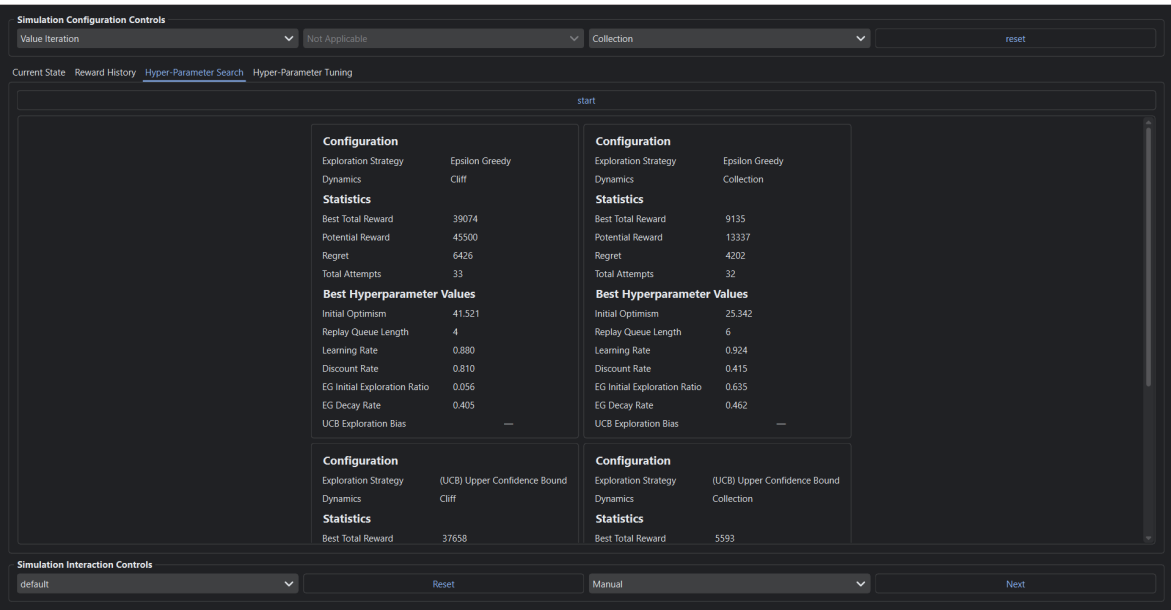 Simulation Configuration Controls
Value Iteration Not Applicable Collection reset
Current State Reward History Hyper-Parameter Search Hyper-Parameter Tuning
start
Configuration
Exploration Strategy Epsilon Greedy
Dynamics Cliff
Statistics
Best Total Reward 39074
Potential Reward 45500
Regret 6426
Total Attempts 33
Best Hyperparameter Values
Initial Optimism 41.521
Replay Queue Length 4
Learning Rate 0.880
Discount Rate 0.810
EG Initial Exploration Ratio 0.056
EG Decay Rate 0.405
UCB Exploration Bias —
Configuration
Exploration Strategy Epsilon Greedy
Dynamics Collection
Statistics
Best Total Reward 9135
Potential Reward 13337
Regret 4202
Total Attempts 32
Best Hyperparameter Values
Initial Optimism 25.342
Replay Queue Length 6
Learning Rate 0.924
Discount Rate 0.415
EG Initial Exploration Ratio 0.635
EG Decay Rate 0.462
UCB Exploration Bias —
Configuration
Exploration Strategy (UCB) Upper Confidence Bound
Dynamics Cliff
Statistics
Best Total Reward 37658
Configuration
Exploration Strategy (UCB) Upper Confidence Bound
Dynamics Collection
Statistics
Best Total Reward 5593
Simulation Interaction Controls
default Reset Manual Next